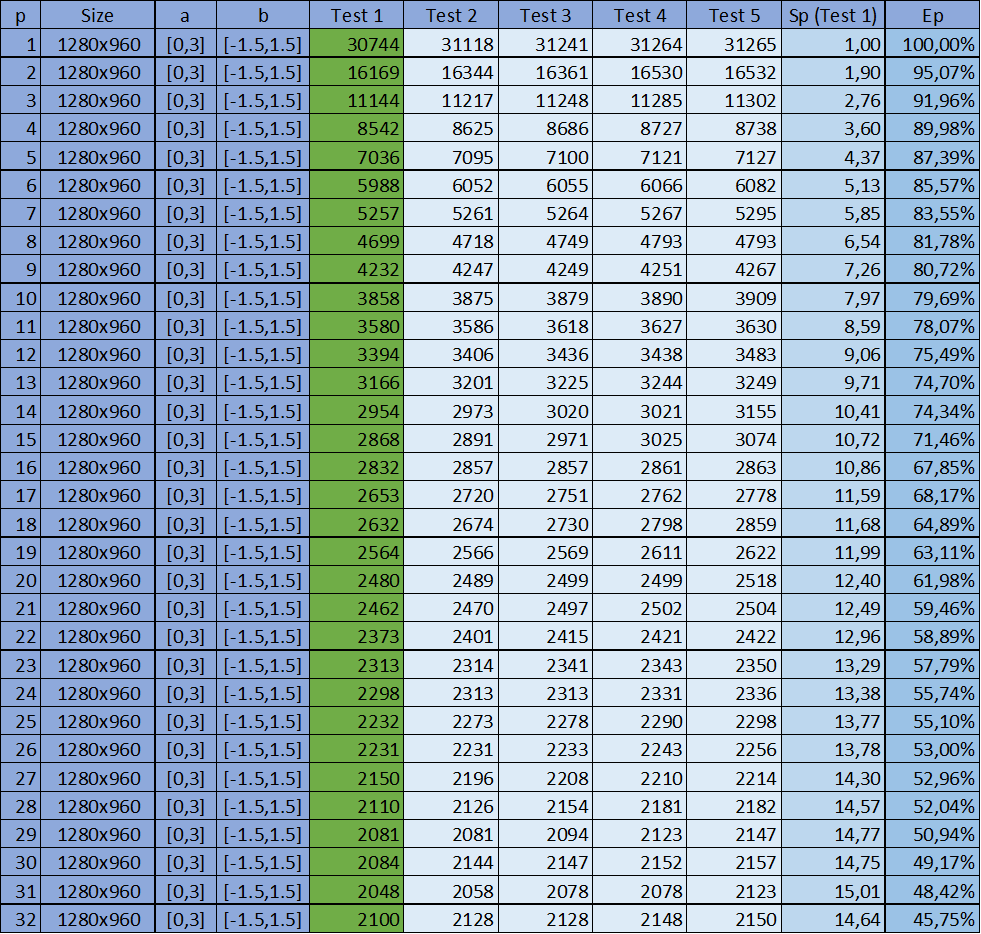 p Size a b Test 1 Test 2 Test 3 Test 4 Test 5 Sp (Test 1) Ep
1 1280x960 [0,3] [-1.5,1.5] 30744 31118 31241 31264 31265 1,00 100,00%
2 1280x960 [0,3] [-1.5,1.5] 16169 16344 16361 16530 16532 1,90 95,07%
3 1280x960 [0,3] [-1.5,1.5] 11144 11217 11248 11285 11302 2,76 91,96%
4 1280x960 [0,3] [-1.5,1.5] 8542 8625 8686 8727 8738 3,60 89,98%
5 1280x960 [0,3] [-1.5,1.5] 7036 7095 7100 7121 7127 4,37 87,39%
6 1280x960 [0,3] [-1.5,1.5] 5988 6052 6055 6066 6082 5,13 85,57%
7 1280x960 [0,3] [-1.5,1.5] 5257 5261 5264 5267 5295 5,85 83,55%
8 1280x960 [0,3] [-1.5,1.5] 4699 4718 4749 4793 4793 6,54 81,78%
9 1280x960 [0,3] [-1.5,1.5] 4232 4247 4249 4251 4267 7,26 80,72%
10 1280x960 [0,3] [-1.5,1.5] 3858 3875 3879 3890 3909 7,97 79,69%
11 1280x960 [0,3] [-1.5,1.5] 3580 3586 3618 3627 3630 8,59 78,07%
12 1280x960 [0,3] [-1.5,1.5] 3394 3406 3436 3438 3483 9,06 75,49%
13 1280x960 [0,3] [-1.5,1.5] 3166 3201 3225 3244 3249 9,71 74,70%
14 1280x960 [0,3] [-1.5,1.5] 2954 2973 3020 3021 3155 10,41 74,34%
15 1280x960 [0,3] [-1.5,1.5] 2868 2891 2971 3025 3074 10,72 71,46%
16 1280x960 [0,3] [-1.5,1.5] 2832 2857 2857 2861 2863 10,86 67,85%
17 1280x960 [0,3] [-1.5,1.5] 2653 2720 2751 2762 2778 11,59 68,17%
18 1280x960 [0,3] [-1.5,1.5] 2632 2674 2730 2798 2859 11,68 64,89%
19 1280x960 [0,3] [-1.5,1.5] 2564 2566 2569 2611 2622 11,99 63,11%
20 1280x960 [0,3] [-1.5,1.5] 2480 2489 2499 2499 2518 12,40 61,98%
21 1280x960 [0,3] [-1.5,1.5] 2462 2470 2497 2502 2504 12,49 59,46%
22 1280x960 [0,3] [-1.5,1.5] 2373 2401 2415 2421 2422 12,96 58,89%
23 1280x960 [0,3] [-1.5,1.5] 2313 2314 2341 2343 2350 13,29 57,79%
24 1280x960 [0,3] [-1.5,1.5] 2298 2313 2313 2331 2336 13,38 55,74%
25 1280x960 [0,3] [-1.5,1.5] 2232 2273 2278 2290 2298 13,77 55,10%
26 1280x960 [0,3] [-1.5,1.5] 2231 2231 2233 2243 2256 13,78 53,00%
27 1280x960 [0,3] [-1.5,1.5] 2150 2196 2208 2210 2214 14,30 52,96%
28 1280x960 [0,3] [-1.5,1.5] 2110 2126 2154 2181 2182 14,57 52,04%
29 1280x960 [0,3] [-1.5,1.5] 2081 2081 2094 2123 2147 14,77 50,94%
30 1280x960 [0,3] [-1.5,1.5] 2084 2144 2147 2152 2157 14,75 49,17%
31 1280x960 [0,3] [-1.5,1.5] 2048 2058 2078 2078 2123 15,01 48,42%
32 1280x960 [0,3] [-1.5,1.5] 2100 2128 2128 2148 2150 14,64 45,75%